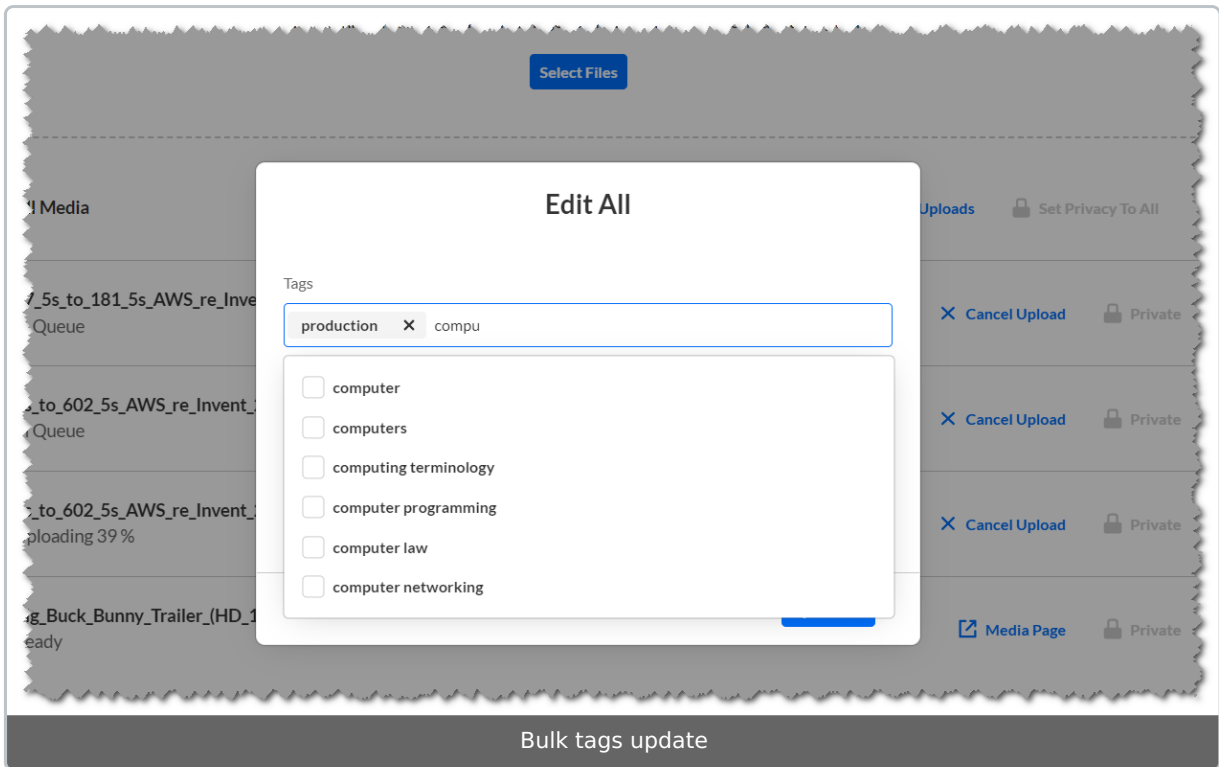 Select Files
ll Media
Uploads
Set Privacy To All
Edit All
Tags
production
compu
computer
computers
computing terminology
computer programming
computer law
computer networking
7_5s_to_181_5s_AWS_re_Inve
Queue
Cancel Upload
Private
_to_602_5s_AWS_re_Invent_
Queue
Cancel Upload
Private
_to_602_5s_AWS_re_Invent_
ploading 39 %
Cancel Upload
Private
g_Buck_Bunny_Trailer_(HD_1
eady
Media Page
Private
Bulk tags update